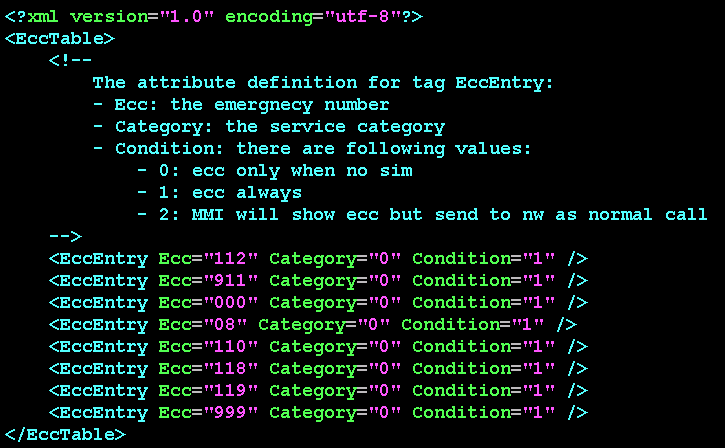 <?xml version="1.0" encoding="utf-8"?>
<EccTable>
<!--
The attribute definition for tag EccEntry:
- Ecc: the emergnecy number
- Category: the service category
- Condition: there are following values:
- 0: ecc only when no sim
- 1: ecc always
- 2: MMI will show ecc but send to nw as normal call
-->
<EccEntry Ecc="112" Category="0" Condition="1" />
<EccEntry Ecc="911" Category="0" Condition="1" />
<EccEntry Ecc="000" Category="0" Condition="1" />
<EccEntry Ecc="08" Category="0" Condition="1" />
<EccEntry Ecc="110" Category="0" Condition="1" />
<EccEntry Ecc="118" Category="0" Condition="1" />
<EccEntry Ecc="119" Category="0" Condition="1" />
<EccEntry Ecc="999" Category="0" Condition="1" />
</EccTable>